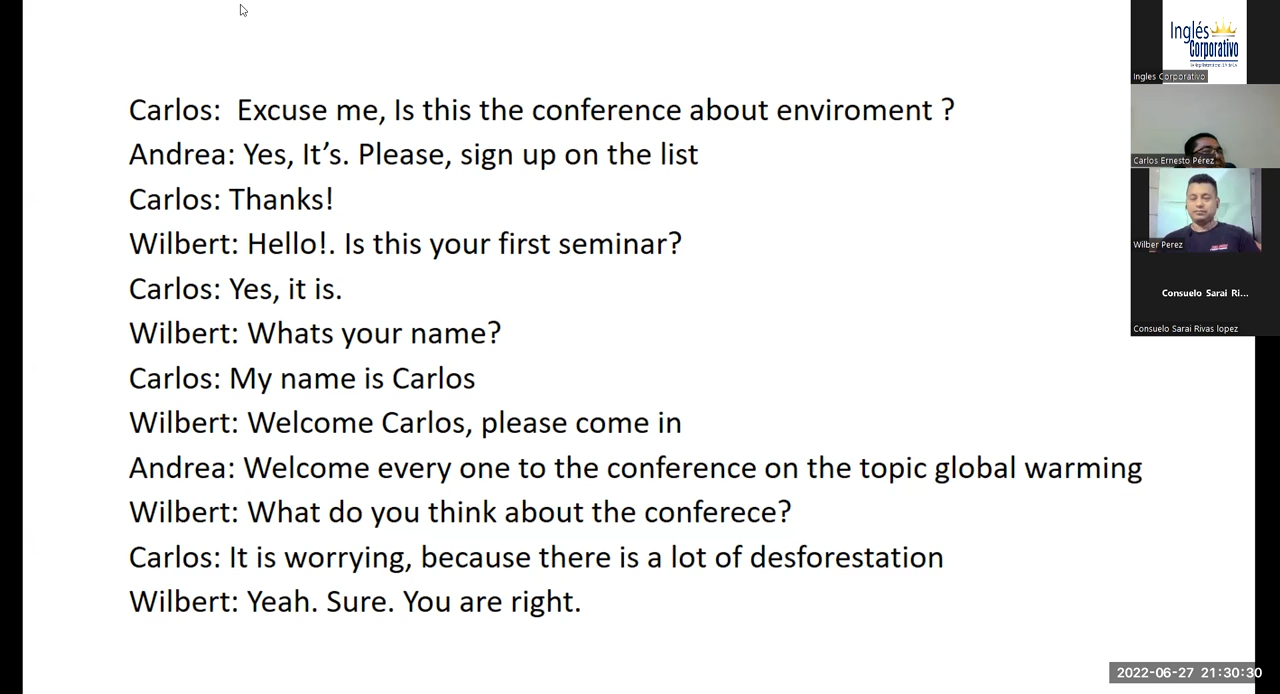 Carlos:  Excuse me, Is this the conference about enviroment ?
Andrea: Yes, It’s. Please, sign up on the list
Carlos: Thanks!
Wilbert: Hello!. Is this your first seminar?
Carlos: Yes, it is.
Wilbert: Whats your name?
Carlos: My name is Carlos
Wilbert: Welcome Carlos, please come in
Andrea: Welcome every one to the conference on the topic global warming
Wilbert: What do you think about the conferece?
Carlos: It is worrying, because there is a lot of desforestation
Wilbert: Yeah. Sure. You are right.
Inglés
Corporativo
Ingles Corporativo
Carlos Ernesto Pérez
Wilber Perez
Consuelo Sarai Ri...
Consuelo Sarai Rivas lopez
2022-06-27 21:30:30